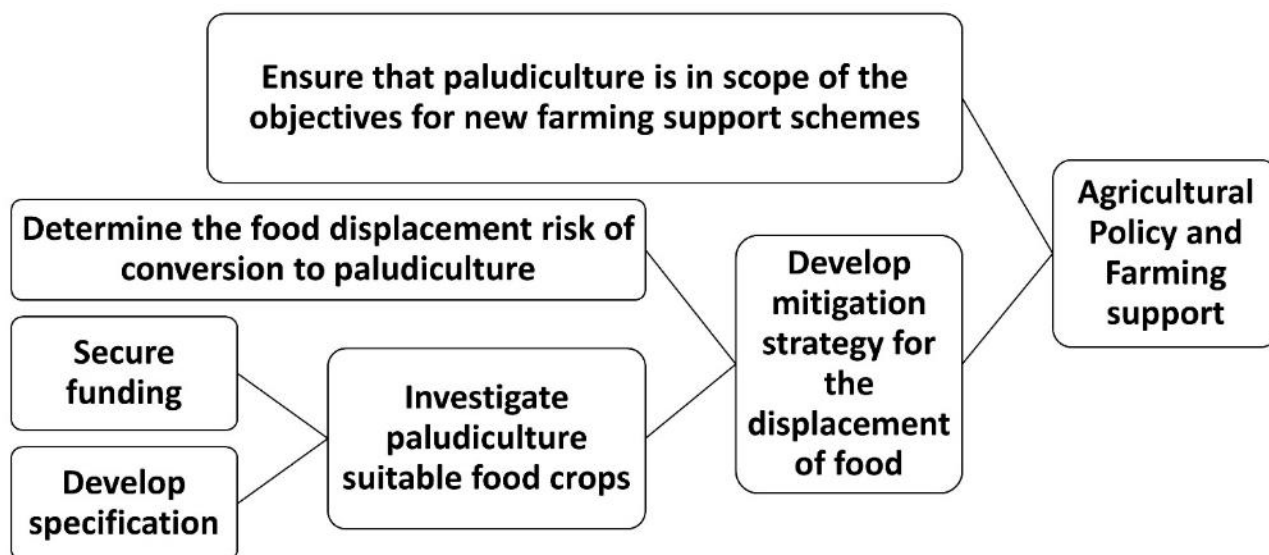 Ensure that paludiculture is in scope of the
objectives for new farming support schemes
Agricultural
Policy and
Farming
support
Determine the food displacement risk of
conversion to paludiculture
Develop
mitigation
strategy for
the
displacement
of food
Secure
funding
Investigate
paludiculture
suitable food crops
Develop
specification